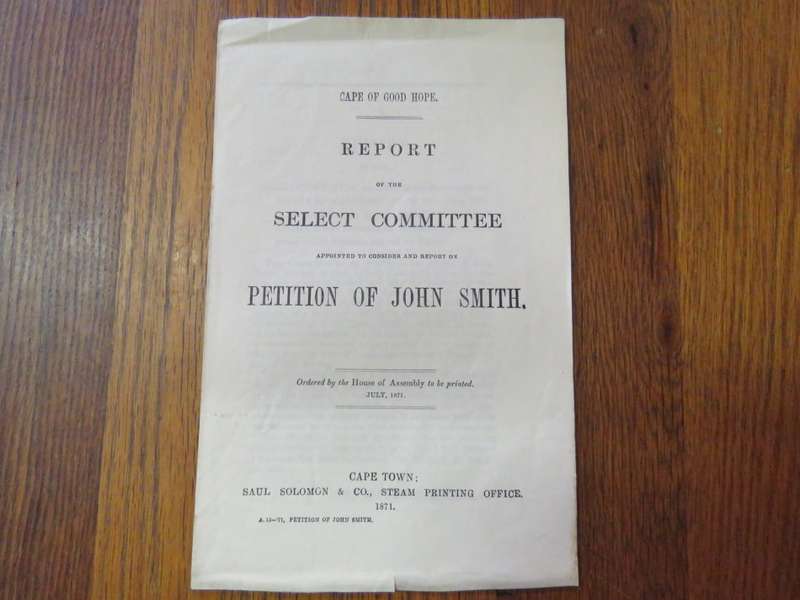 CAPE OF GOOD HOPE.
REPORT
OF THE
SELECT COMMITTEE
APPOINTED TO CONSIDER AND REPORT ON
PETITION OF JOHN SMITH.
Ordered by the House of Assembly to be printed.
JULY, 1871.
CAPE TOWN:
SAUL SOLOMON & CO., STEAM PRINTING OFFICE.
1871.
PETITION OF JOHN SMITH.